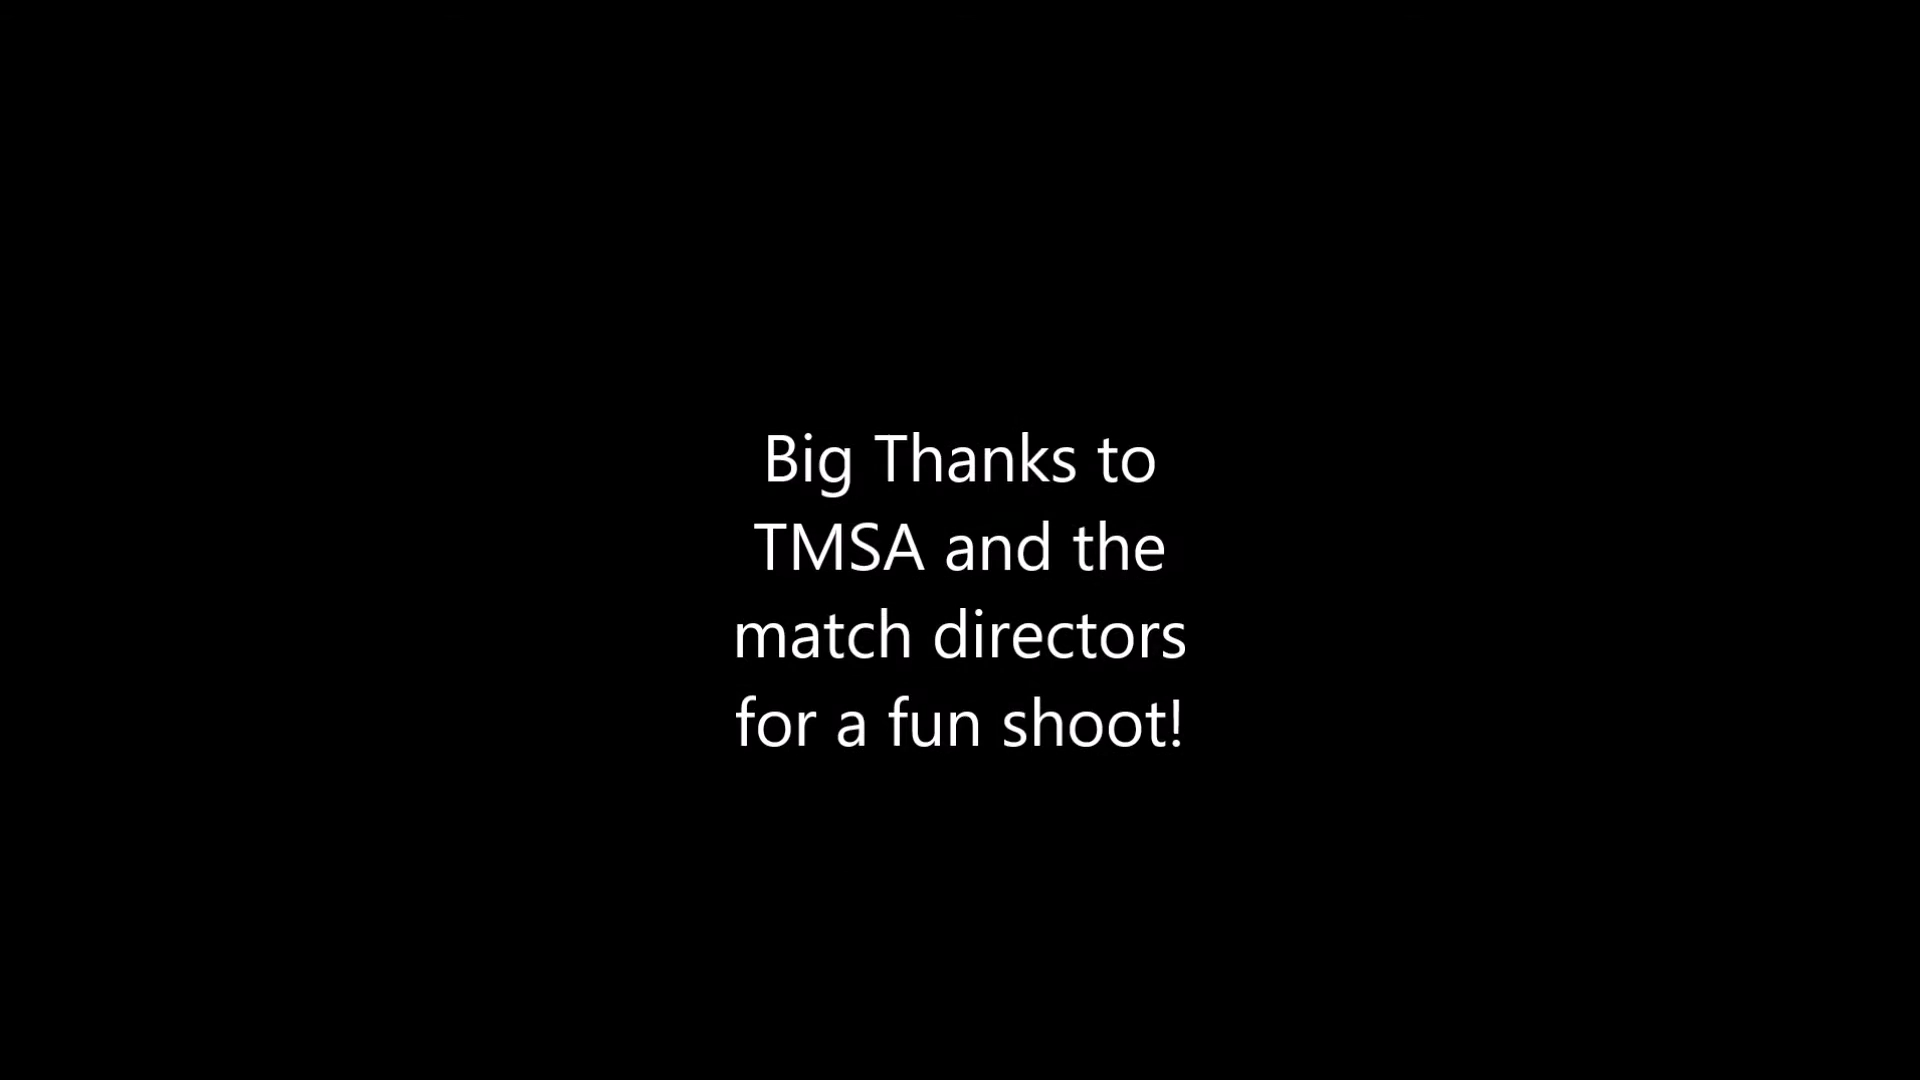 Big Thanks to
TMSA and the
match directors
for a fun shoot!